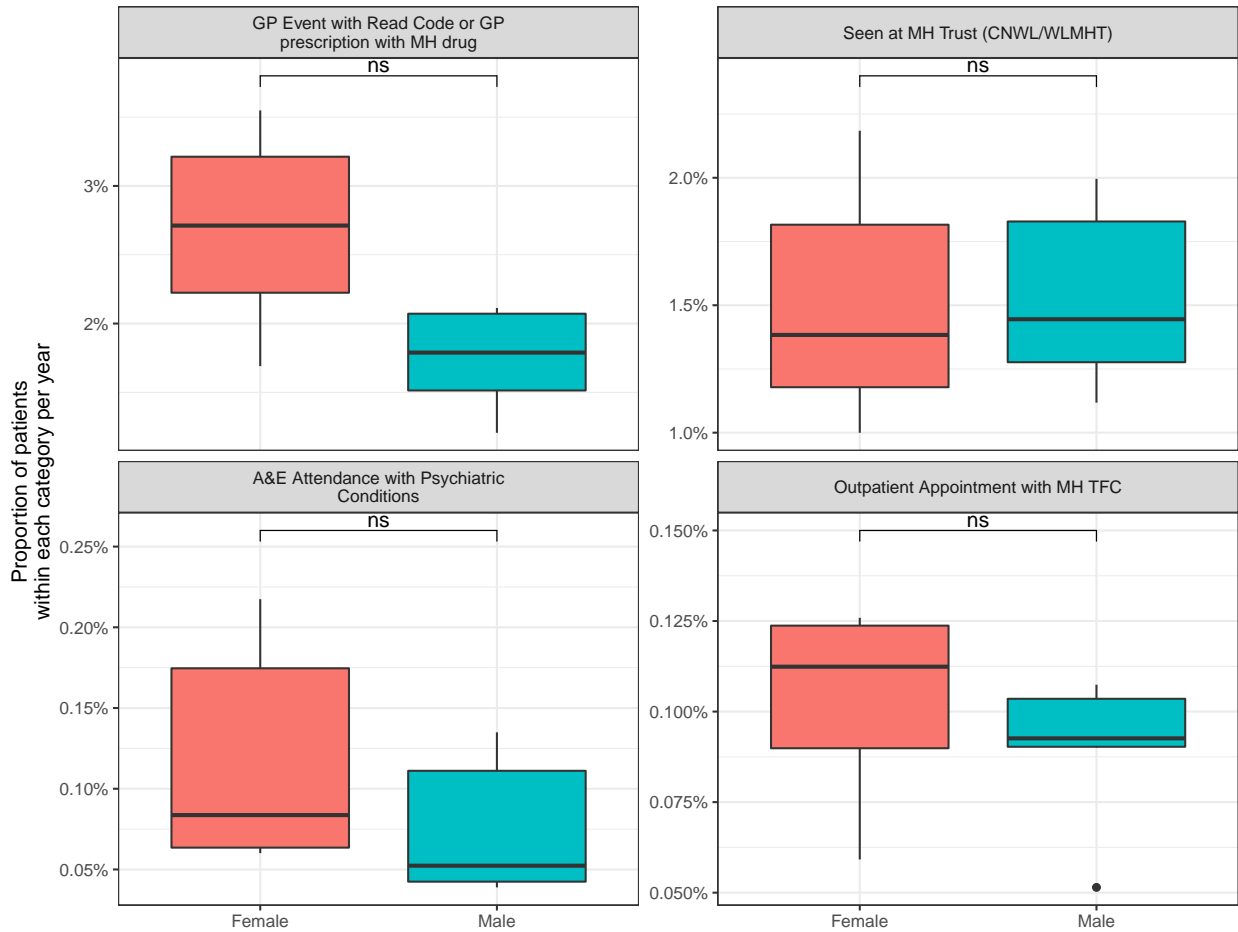 GP Event with Read Code or GP
prescription with MH drug
Seen at MH Trust (CNWL/WLMHT)
ns
ns
3%
2%
2.0%
1.5%
1.0%
Proportion of patients
within each category per year
A&E Attendance with Psychiatric
Conditions
Outpatient Appointment with MH TFC
ns
ns
0.25%
0.20%
0.15%
0.10%
0.05%
0.150%
0.125%
0.100%
0.075%
0.050%
Female
Male
Female
Male